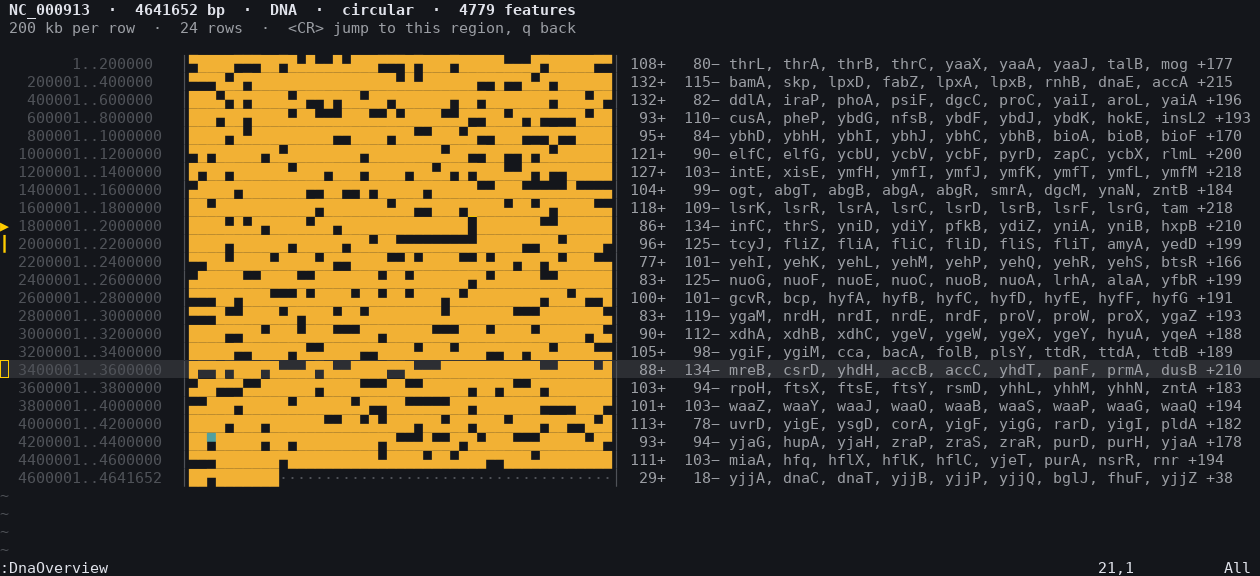 NC_000913  ·  4641652 bp  ·  DNA  ·  circular  ·  4779 features
200 kb per row  ·  24 rows  ·  <CR> jump to this region, q back
1..200000 108+ 80− thrL, thrA, thrB, thrC, yaaX, yaaA, yaaJ, talB, mog +177
200001..400000 132+ 115− bamA, skp, lpxD, fabZ, lpxA, lpxB, rnhB, dnaE, accA +215
400001..600000 132+ 82− ddlA, iraP, phoA, psiF, dgcC, proC, yaiI, aroL, yaiA +196
600001..800000 93+ 110− cusA, pheP, ybdG, nfsB, ybdF, ybdJ, ybdK, hokE, insL2 +193
800001..1000000 95+ 84− ybhD, ybhH, ybhI, ybhJ, ybhC, ybhB, bioA, bioB, bioF +170
1000001..1200000 121+ 90− elfC, elfG, ycbU, ycbV, ycbF, pyrD, zapC, ycbX, rlmL +200
1200001..1400000 127+ 103− intE, xisE, ymfH, ymfI, ymfJ, ymfK, ymfT, ymfL, ymfM +218
1400001..1600000 104+ 99− ogt, abgT, abgB, abgA, abgR, smrA, dgcM, ynaN, zntB +184
1600001..1800000 118+ 109− lsrK, lsrR, lsrA, lsrC, lsrD, lsrB, lsrF, lsrG, tam +218
1800001..2000000 86+ 134− infC, thrS, yniD, ydiY, pfkB, ydiZ, yniA, yniB, hxpB +210
2000001..2200000 96+ 125− tcyJ, fliZ, fliA, fliC, fliD, fliS, fliT, amyA, yedD +199
2200001..2400000 77+ 101− yehI, yehK, yehL, yehM, yehP, yehQ, yehR, yehS, btsR +166
2400001..2600000 83+ 125− nuoG, nuoF, nuoE, nuoC, nuoB, nuoA, lrhA, alaA, yfbR +199
2600001..2800000 100+ 101− gcvR, bcp, hyfA, hyfB, hyfC, hyfD, hyfE, hyfF, hyfG +191
2800001..3000000 83+ 119− ygaM, nrdH, nrdI, nrdE, nrdF, proV, proW, proX, ygaZ +193
3000001..3200000 90+ 112− xdhA, xdhB, xdhC, ygeV, ygeW, ygeX, ygeY, hyuA, yqeA +188
3200001..3400000 105+ 98− ygiF, ygiM, cca, bacA, folB, plsY, ttdR, ttdA, ttdB +189
3400001..3600000 88+ 134− mreB, csrD, yhdH, accB, accC, yhdT, panF, prmA, dusB +210
3600001..3800000 103+ 94− rpoH, ftsX, ftsE, ftsY, rsmD, yhhL, yhhM, yhhN, zntA +183
3800001..4000000 101+ 103− waaZ, waaY, waaJ, waaO, waaB, waaS, waaP, waaG, waaQ +194
4000001..4200000 113+ 78− uvrD, yigE, ysgD, corA, yigF, yigG, rarD, yigI, pldA +182
4200001..4400000 93+ 94− yjaG, hupA, yjaH, zraP, zraS, zraR, purD, purH, yjaA +178
4400001..4600000 111+ 103− miaA, hfq, hflX, hflK, hflC, yjeT, purA, nsrR, rnr +194
4600001..4641652 29+ 18− yjjA, dnaC, dnaT, yjjB, yjjP, yjjQ, bglJ, fhuF, yjjZ +38
~
~
~
~
:DnaOverview 21,1 All